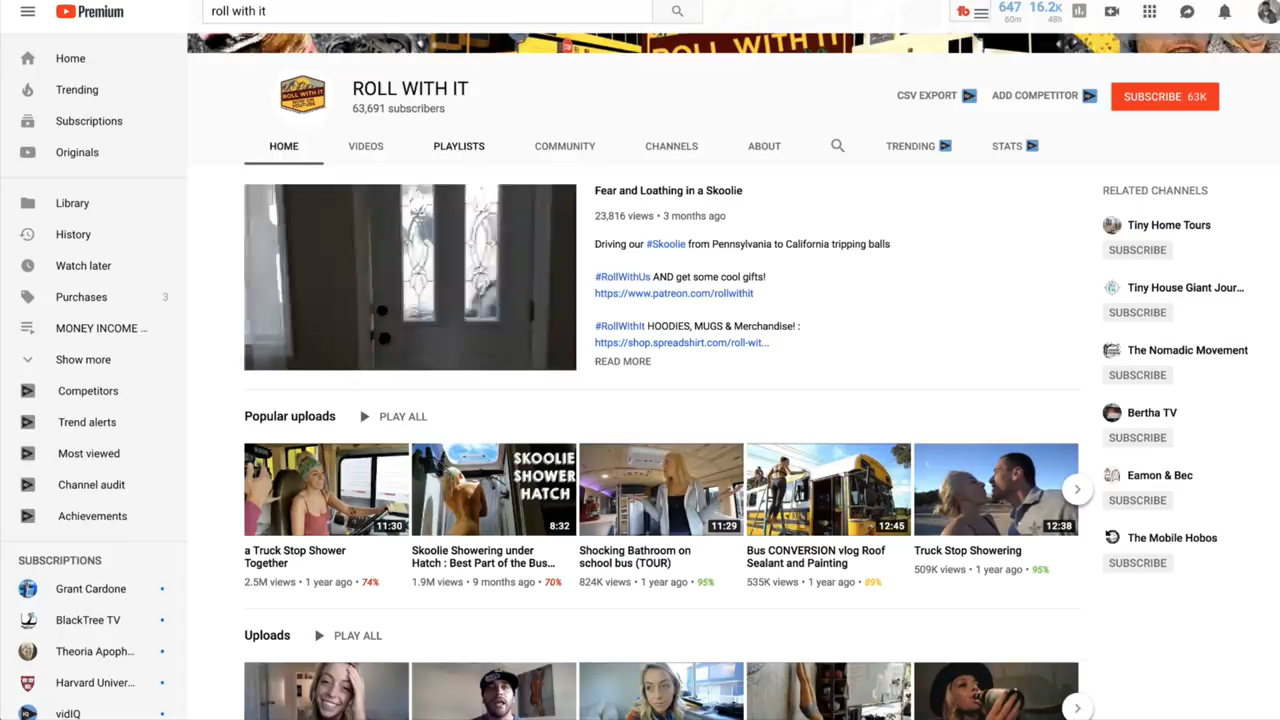 Premium
roll with it
647 16.2K
60m 48h
Home
Trending
Subscriptions
Originals
Library
History
Watch later
Purchases 3
MONEY INCOME ...
Show more
Competitors
Trend alerts
Most viewed
Channel audit
Achievements
SUBSCRIPTIONS
Grant Cardone
BlackTree TV
Theoria Apoph...
Harvard Univer...
vidIQ
ROLL WITH IT
ROLL WITH IT
ROLL WITH IT
63,691 subscribers
CSV EXPORT
ADD COMPETITOR
SUBSCRIBE 63K
HOME
VIDEOS
PLAYLISTS
COMMUNITY
CHANNELS
ABOUT
TRENDING
STATS
Fear and Loathing in a Skoolie
23,816 views • 3 months ago
Driving our #Skoolie from Pennsylvania to California tripping balls
#RollWithUs AND get some cool gifts!
https://www.patreon.com/rollwithit
#RollWithIt HOODIES, MUGS & Merchandise! :
https://shop.spreadshirt.com/roll-wit...
READ MORE
RELATED CHANNELS
Tiny Home Tours
SUBSCRIBE
Tiny House Giant Jour...
SUBSCRIBE
The Nomadic Movement
SUBSCRIBE
Bertha TV
SUBSCRIBE
Eamon & Bec
SUBSCRIBE
The Mobile Hobos
SUBSCRIBE
Popular uploads
PLAY ALL
11:30
a Truck Stop Shower
Together
2.5M views • 1 year ago • 74%
SKOOLIE
SHOWER
HATCH
8:32
Skoolie Showering under
Hatch : Best Part of the Bus...
1.9M views • 9 months ago • 70%
11:29
Shocking Bathroom on
school bus (TOUR)
824K views • 1 year ago • 95%
12:45
Bus CONVERSION vlog Roof
Sealant and Painting
535K views • 1 year ago • 89%
12:38
Truck Stop Showering
509K views • 1 year ago • 95%
Uploads
PLAY ALL